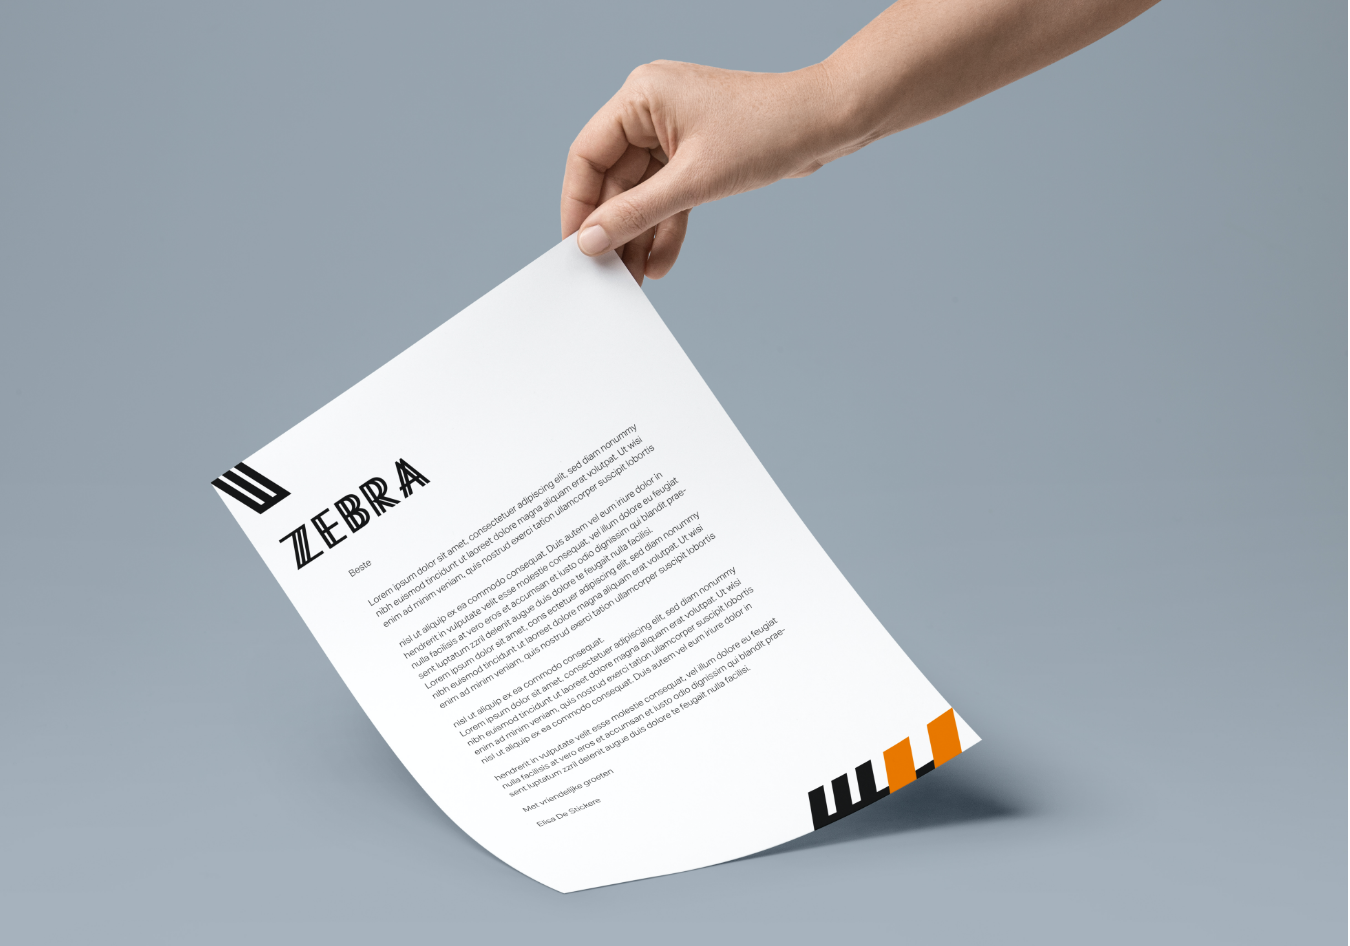 ZEBRA
Beste
Lorem ipsum dolor sit amet, consectetuer adipiscing elit, sed diam nonummy
nibh euismod tincidunt ut laoreet dolore magna aliquam erat volutpat. Ut wisi
enim ad minim veniam, quis nostrud exerci tation ullamcorper suscipit lobortis
nisl ut aliquip ex ea commodo consequat. Duis autem vel eum iriure dolor in
hendrerit in vulputate velit esse molestie consequat, vel illum dolore eu feugiat
nulla facilisis at vero eros et accumsan et iusto odio dignissim qui blandit prae-
sent luptatum zzril delenit augue duis dolore te feugait nulla facilisi.
Lorem ipsum dolor sit amet, cons ectetuer adipiscing elit, sed diam nonummy
nibh euismod tincidunt ut laoreet dolore magna aliquam erat volutpat. Ut wisi
enim ad minim veniam, quis nostrud exerci tation ullamcorper suscipit lobortis
nisl ut aliquip ex ea commodo consequat.
Lorem ipsum dolor sit amet, consectetuer adipiscing elit, sed diam nonummy
nibh euismod tincidunt ut laoreet dolore magna aliquam erat volutpat. Ut wisi
enim ad minim veniam, quis nostrud exerci tation ullamcorper suscipit lobortis
nisl ut aliquip ex ea commodo consequat. Duis autem vel eum iriure dolor in
hendrerit in vulputate velit esse molestie consequat, vel illum dolore eu feugiat
nulla facilisis at vero eros et accumsan et iusto odio dignissim qui blandit prae-
sent luptatum zzril delenit augue duis dolore te feugait nulla facilisi.
Met vriendelijke groeten
Elisa De Stickere